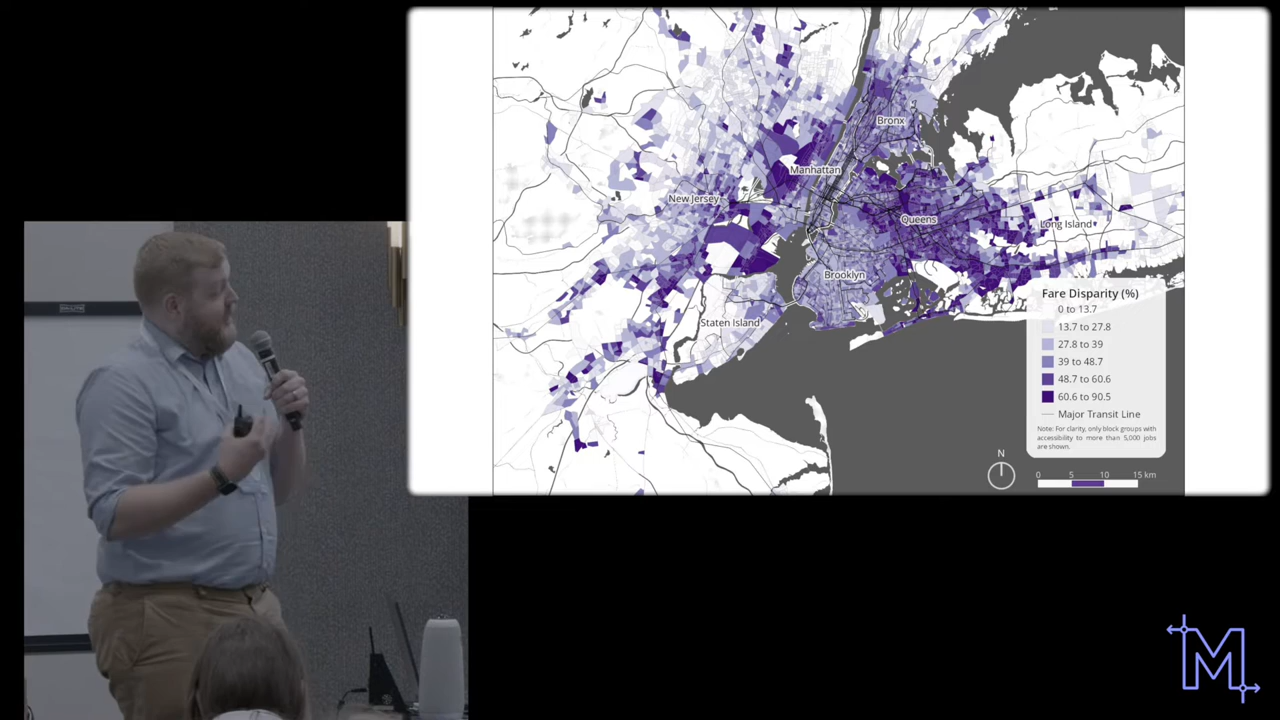 Bronx
Manhattan
New Jersey
Queens
Long Island
Brooklyn
Staten Island
Fare Disparity (%)
0 to 13.7
13.7 to 27.8
27.8 to 39
39 to 48.7
48.7 to 60.6
60.6 to 90.5
Major Transit Line
Note: For clarity, only block groups with
accessibility to more than 5,000 jobs
are shown.
N
0 5 10 15 km
M